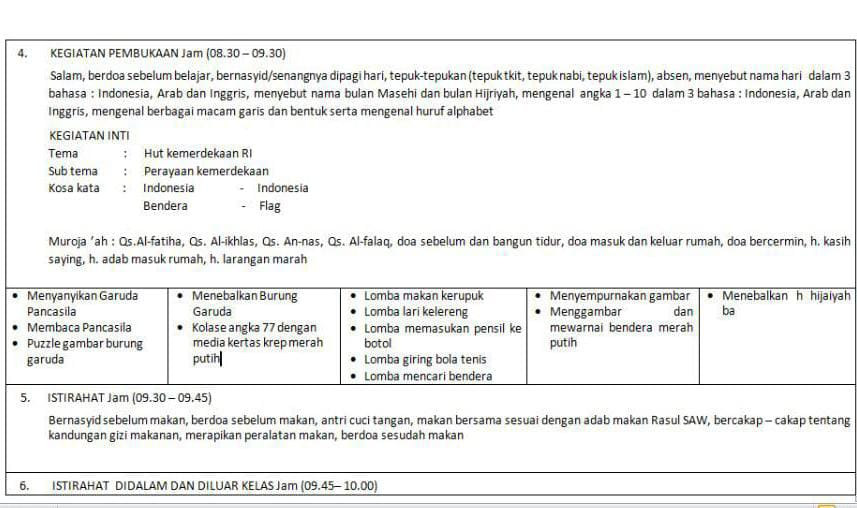 4. KEGIATAN PEMBUKAAN Jam (08.30 – 09.30)
Salam, berdoa sebelum belajar, bernasyid/senangnya dipagi hari, tepuk-tepukan (tepuk tkit, tepuk nabi, tepuk islam), absen, menyebut nama hari dalam 3
bahasa : Indonesia, Arab dan Inggris, menyebut nama bulan Masehi dan bulan Hijriyah, mengenal angka 1 – 10 dalam 3 bahasa : Indonesia, Arab dan
Inggris, mengenal berbagai macam garis dan bentuk serta mengenal huruf alphabet
KEGIATAN INTI
Tema : Hut kemerdekaan RI
Sub tema : Perayaan kemerdekaan
Kosa kata : Indonesia - Indonesia
Bendera - Flag
Muroja 'ah : Qs.Al-fatiha, Qs. Al-ikhlas, Qs. An-nas, Qs. Al-falaq, doa sebelum dan bangun tidur, doa masuk dan keluar rumah, doa bercermin, h. kasih
saying, h. adab masuk rumah, h. larangan marah
• Menyanyikan Garuda
Pancasila
• Membaca Pancasila
• Puzzle gambar burung
garuda
• Menebalkan Burung
Garuda
• Kolase angka 77 dengan
media kertas krep merah
putih
• Lomba makan kerupuk
• Lomba lari kelereng
• Lomba memasukan pensil ke
botol
• Lomba giring bola tenis
• Lomba mencari bendera
• Menyempurnakan gambar
• Menggambar dan
mewarnai bendera merah
putih
• Menebalkan h hijaiyah
ba
5. ISTIRAHAT Jam (09.30 – 09.45)
Bernasyid sebelum makan, berdoa sebelum makan, antri cuci tangan, makan bersama sesuai dengan adab makan Rasul SAW, bercakap – cakap tentang
kandungan gizi makanan, merapikan peralatan makan, berdoa sesudah makan
6. ISTIRAHAT DIDALAM DAN DILUAR KELAS Jam (09.45– 10.00)